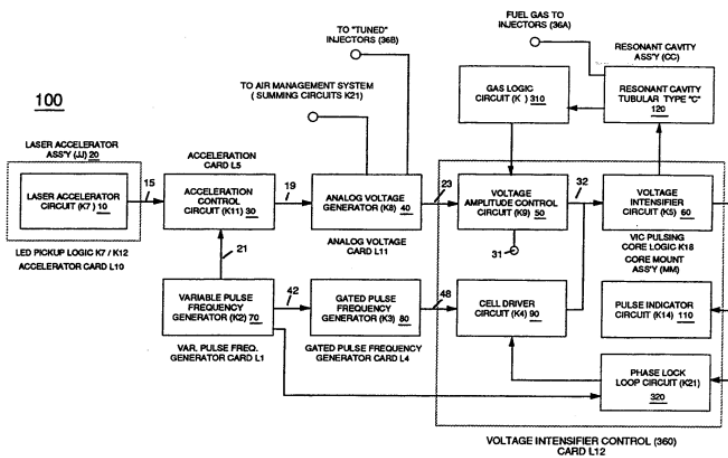 TO "TUNED"
INJECTORS (36B)
FUEL GAS TO
INJECTORS (36A)
RESONANT CAVITY
ASS'Y (CC)
TO AIR MANAGEMENT SYSTEM
( SUMMING CIRCUITS K21)
GAS LOGIC
CIRCUIT (K ) 310
RESONANT CAVITY
TUBULAR TYPE "C"
120
100
LASER ACCELERATOR
ASS'Y (JJ) 20
ACCELERATION
CARD L5
15
19
23
32
LASER ACCELERATOR
CIRCUIT (K7) 10
ACCELERATION
CONTROL
CIRCUIT (K11) 30
ANALOG VOLTAGE
GENERATOR (K8) 40
VOLTAGE
AMPLITUDE CONTROL
CIRCUIT (K9)
50
VOLTAGE
INTENSIFIER
CIRCUIT (K5) 60
LED PICKUP LOGIC K7 / K12
ACCELERATOR CARD L10
21
ANALOG VOLTAGE
CARD L11
31
VIC PULSING
CORE LOGIC K18
CORE MOUNT
ASS'Y (MM)
42
48
VARIABLE PULSE
FREQUENCY
GENERATOR (K2) 70
GATED PULSE
FREQUENCY
GENERATOR (K3) 80
CELL DRIVER
CIRCUIT (K4) 90
PULSE INDICATOR
CIRCUIT (K14) 110
VAR. PULSE FREQ.
GENERATOR CARD L1
GATED PULSE FREQUENCY
GENERATOR CARD L4
PHASE LOCK
LOOP CIRCUIT (K21)
320
VOLTAGE INTENSIFIER CONTROL (360)
CARD L12